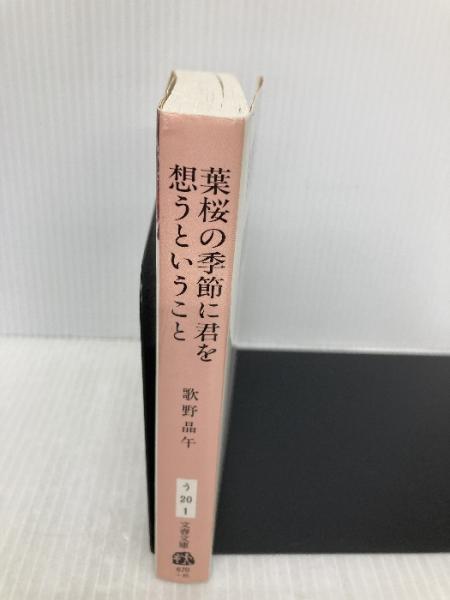 葉桜の季節に君を
想うということ
歌野晶午
う
20
1
文春文庫
670